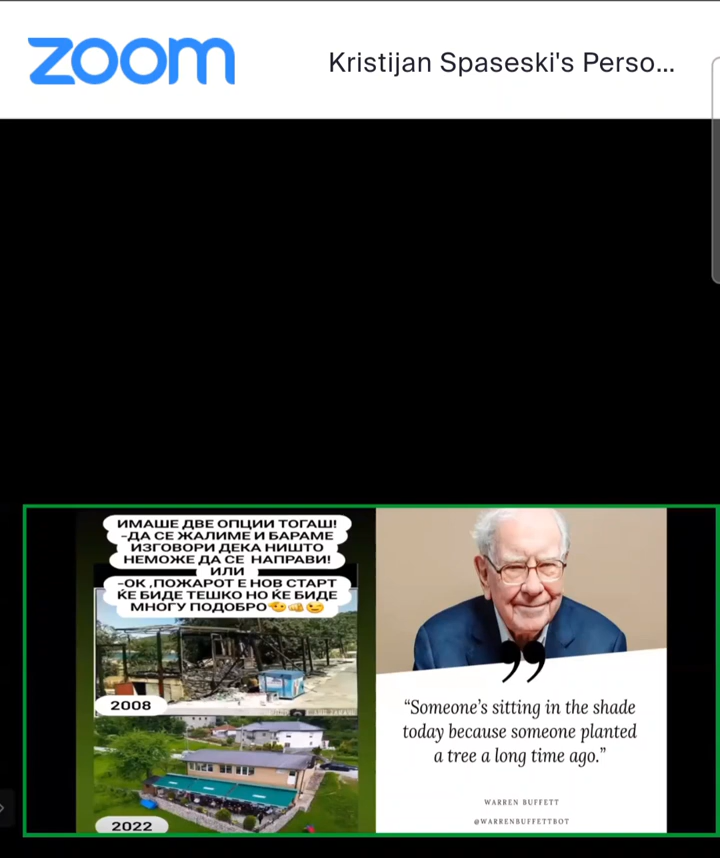 zoom
Kristijan Spaseski's Perso...
ИМАШЕ ДВЕ ОПЦИИ ТОГАШ!
-ДА СЕ ЖАЛИМЕ И БАРАМЕ
ИЗГОВОРИ ДЕКА НИШТО
НЕМОЖЕ ДА СЕ НАПРАВИ!
ИЛИ
-ОК ,ПОЖАРОТ Е НОВ СТАРТ
ЌЕ БИДЕ ТЕШКО НО ЌЕ БИДЕ
МНОГУ ПОДОБРО🫡👊😉
2008
2022
”
“Someone’s sitting in the shade
today because someone planted
a tree a long time ago.”
WARREN BUFFETT
@WARRENBUFFETTBOT